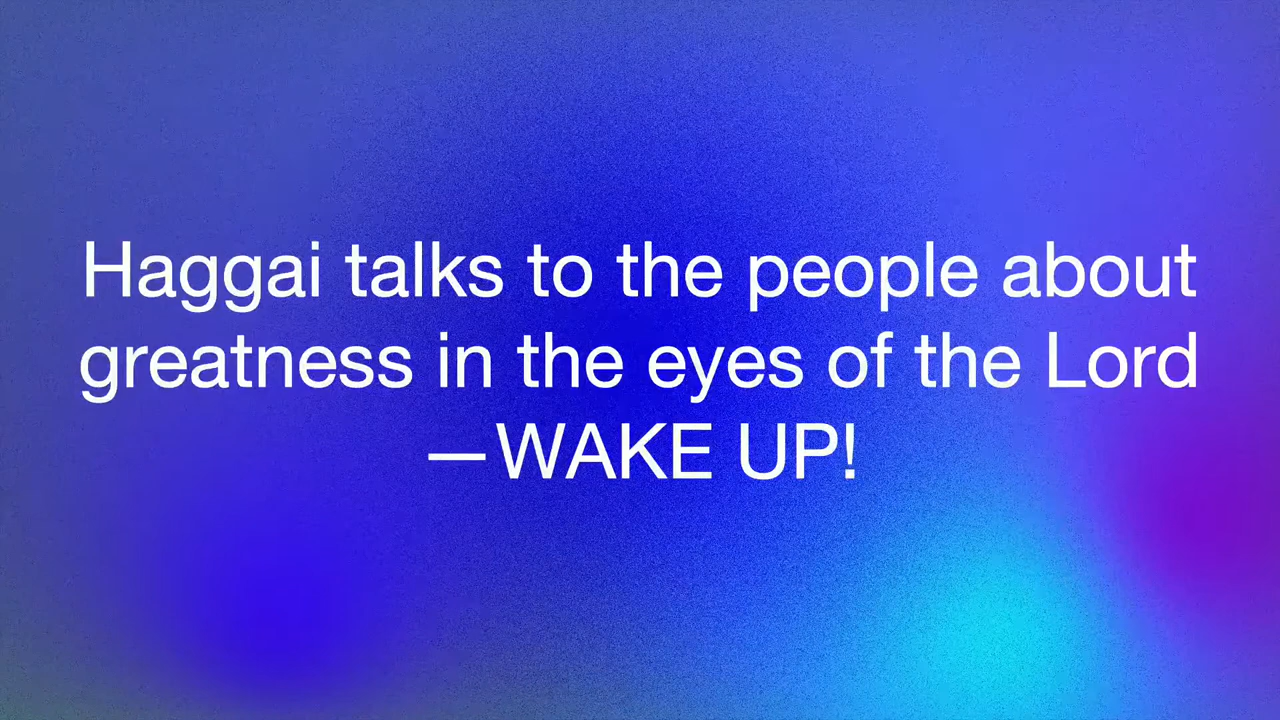 Haggai talks to the people about
greatness in the eyes of the Lord
—WAKE UP!